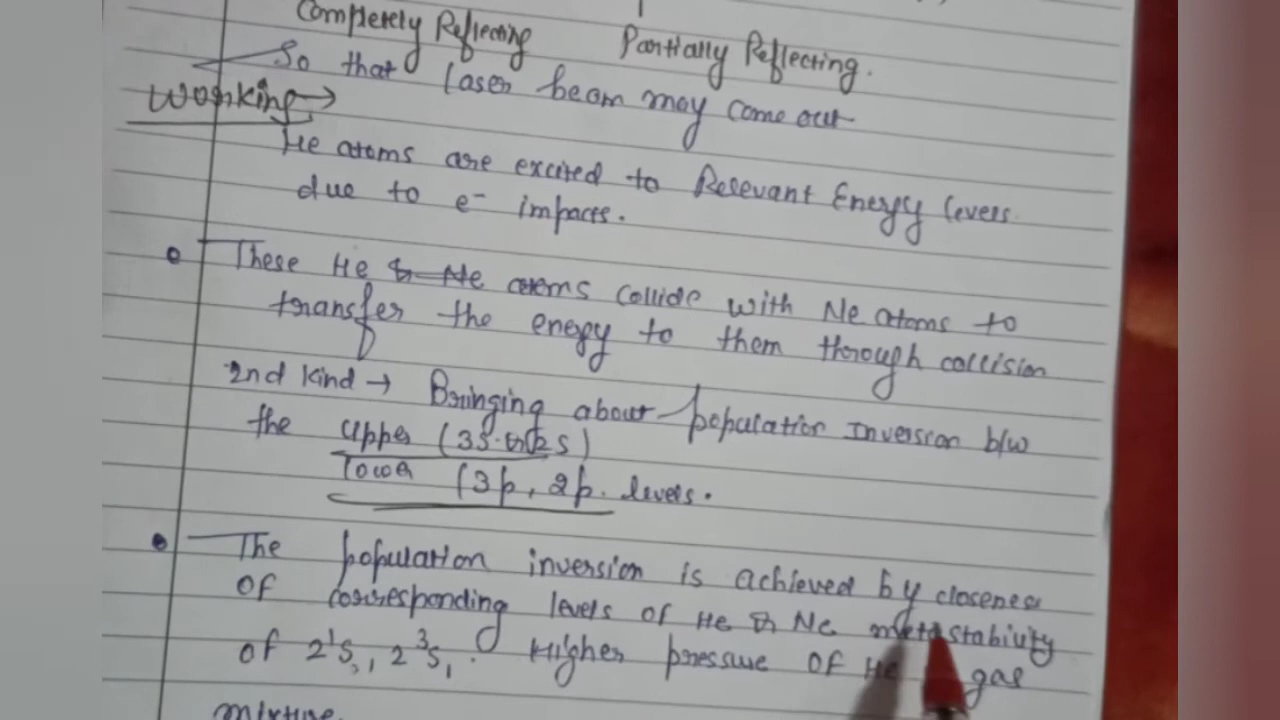 Completely Reflecting Partially Reflecting.
So that laser beam may come out
Working →
He atoms are excited to Relevant Energy levels
due to e- impacts.
These He & Ne atoms collide with Ne atoms to
transfer the energy to them through collision
2nd kind → Bringing about population Inversion b/w
the upper (3s & 2s)
lower (3p, 2p. levels.
The population inversion is achieved by closeness
of corresponding levels of He & Ne metastability
of 2¹S, 2³S₁. Higher pressure of He gas
mixture.